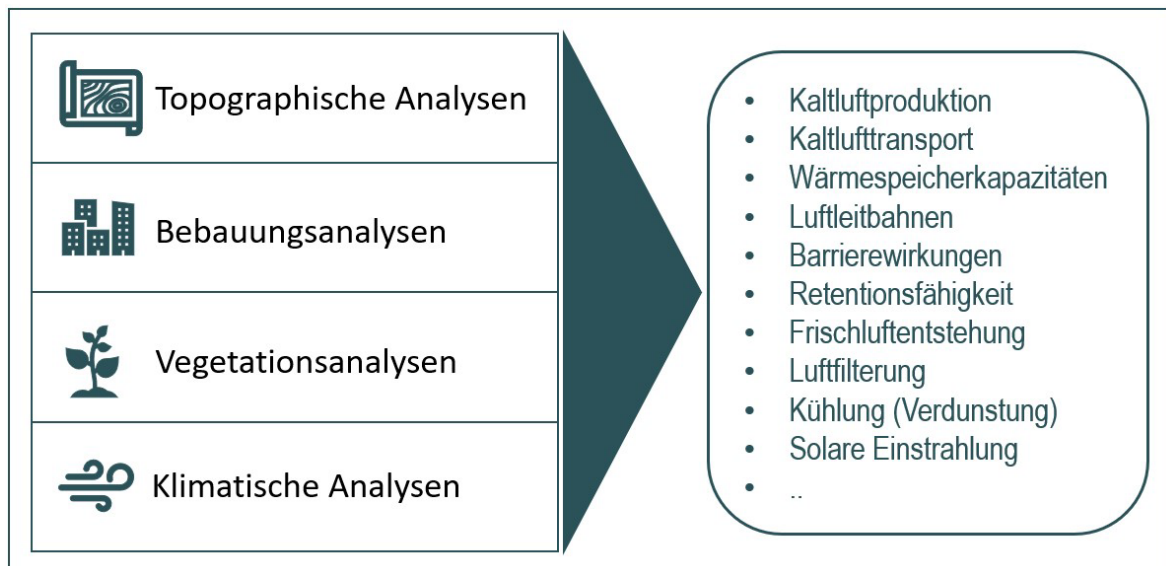 Topographische Analysen
Bebauungsanalysen
Vegetationsanalysen
Klimatische Analysen
• Kaltluftproduktion
• Kaltlufttransport
• Wärmespeicherkapazitäten
• Luftleitbahnen
• Barrierewirkungen
• Retentionsfähigkeit
• Frischluftentstehung
• Luftfilterung
• Kühlung (Verdunstung)
• Solare Einstrahlung
• ..